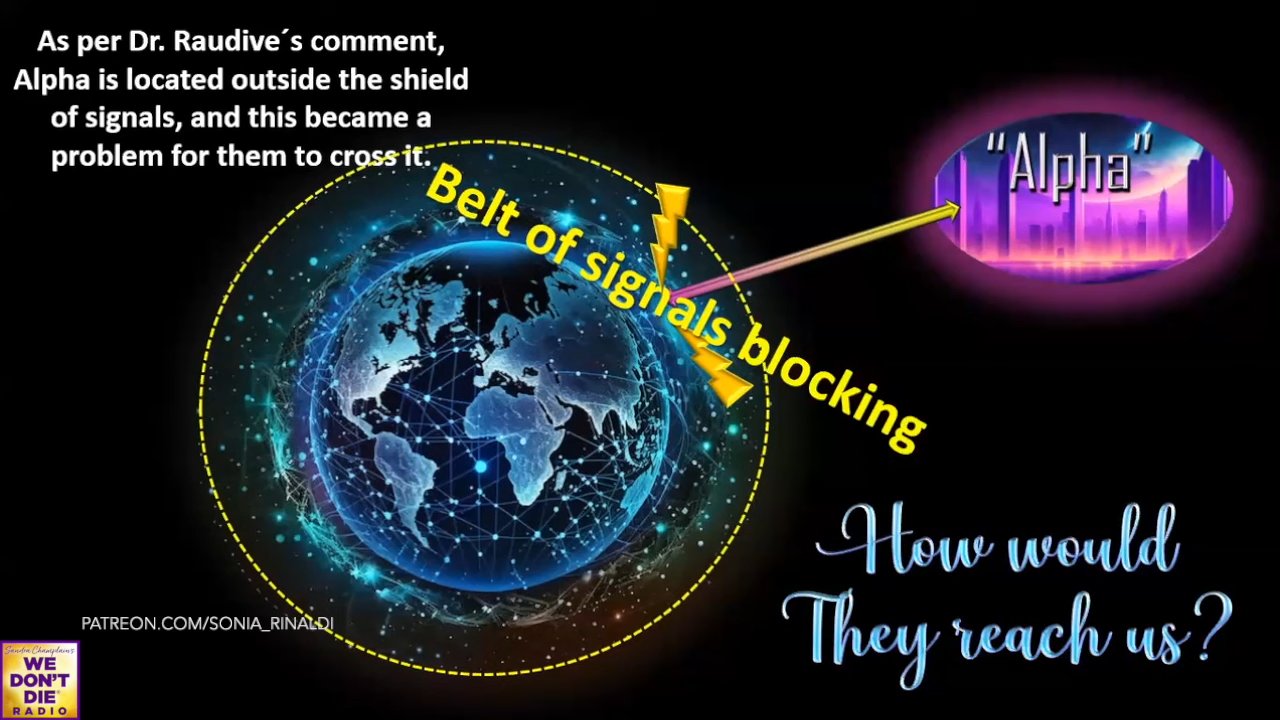 As per Dr. Raudive´s comment,
Alpha is located outside the shield
of signals, and this became a
problem for them to cross it.
"Alpha"
Belt of signals blocking
How would
They reach us?
PATREON.COM/SONIA_RINALDI
Sandra Champlain's
WE
DON'T
DIE®
RADIO